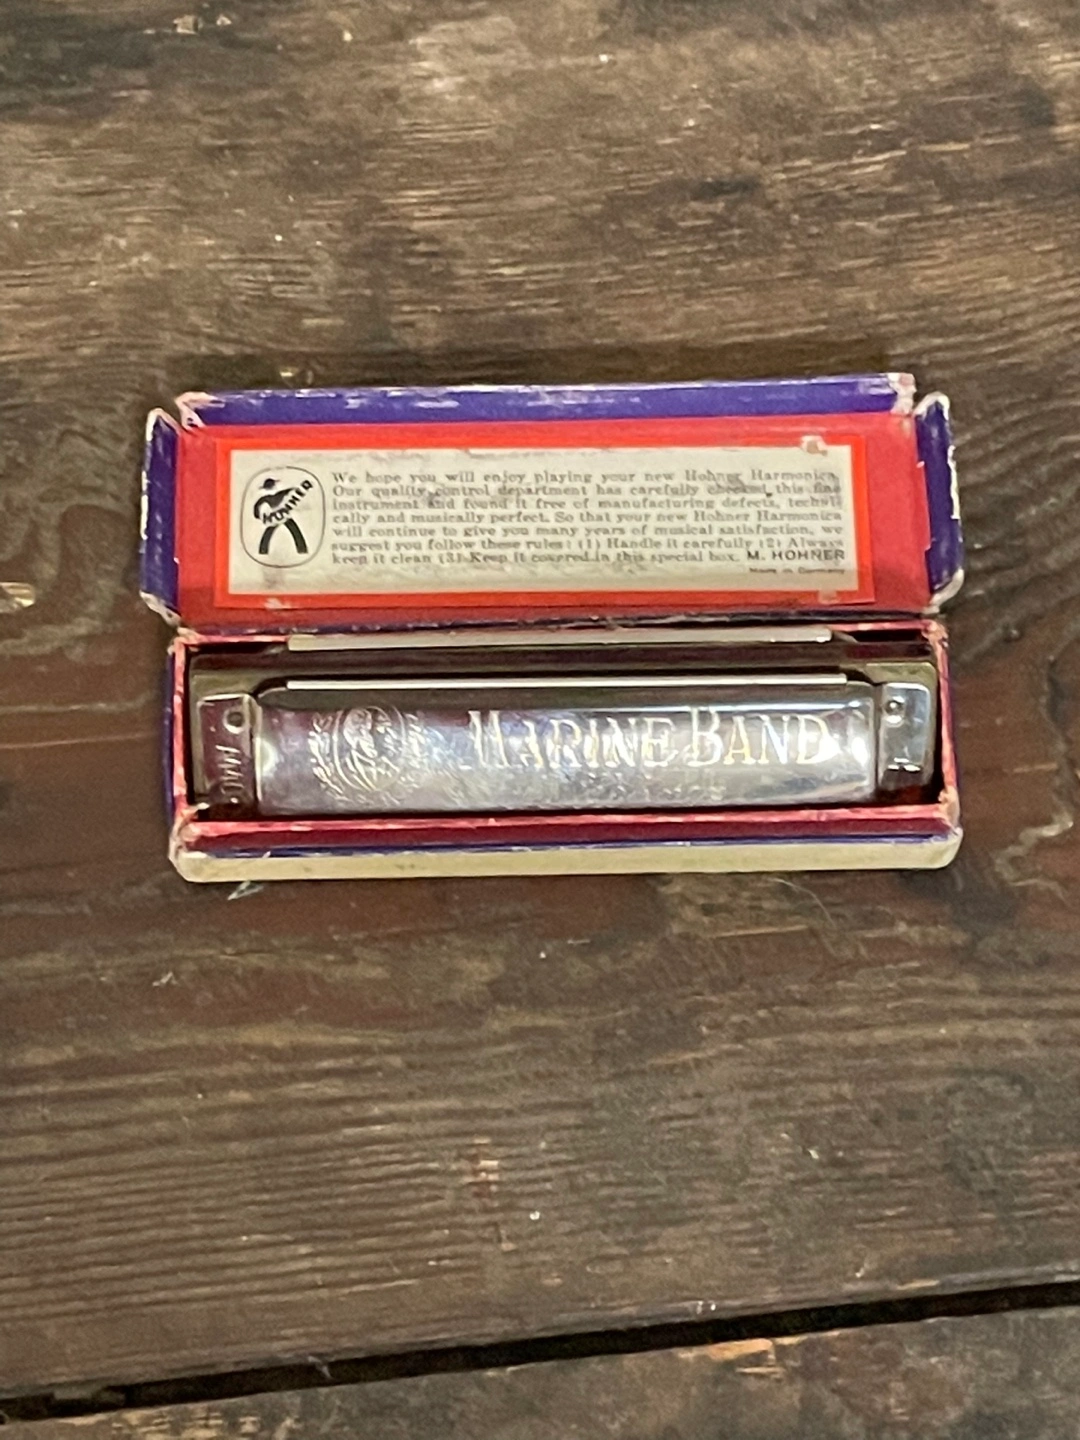 HOHNER
We hope you will enjoy playing your new Hohner Harmonica.
Our quality control department has carefully checked this fine
instrument and found it free of manufacturing defects, techni-
cally and musically perfect. So that your new Hohner Harmonica
will continue to give you many years of musical satisfaction, we
suggest you follow these rules: (1) Handle it carefully (2) Always
keep it clean (3) Keep it covered in this special box. M. HOHNER
Made in Germany
MARINE BAND